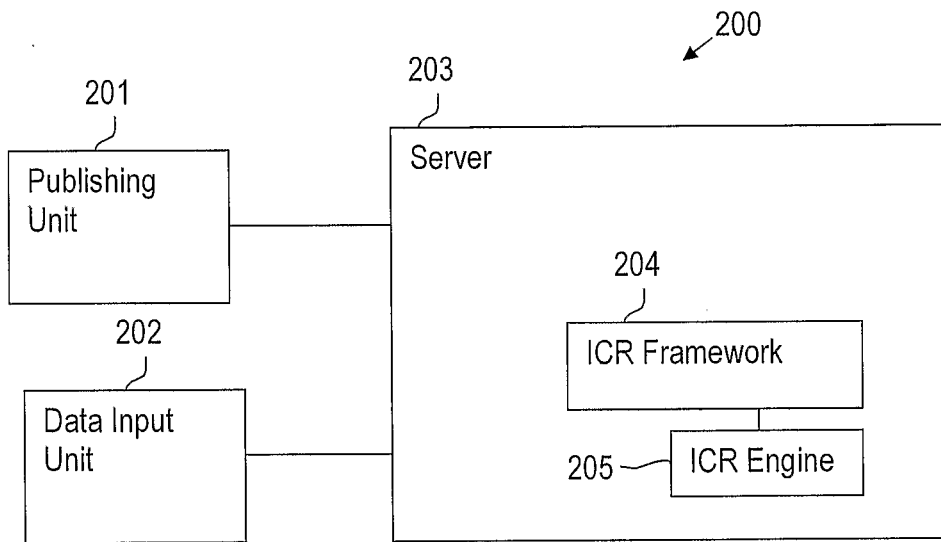 200
203
201
Server
Publishing
Unit
204
202
ICR Framework
Data Input
Unit
205
ICR Engine